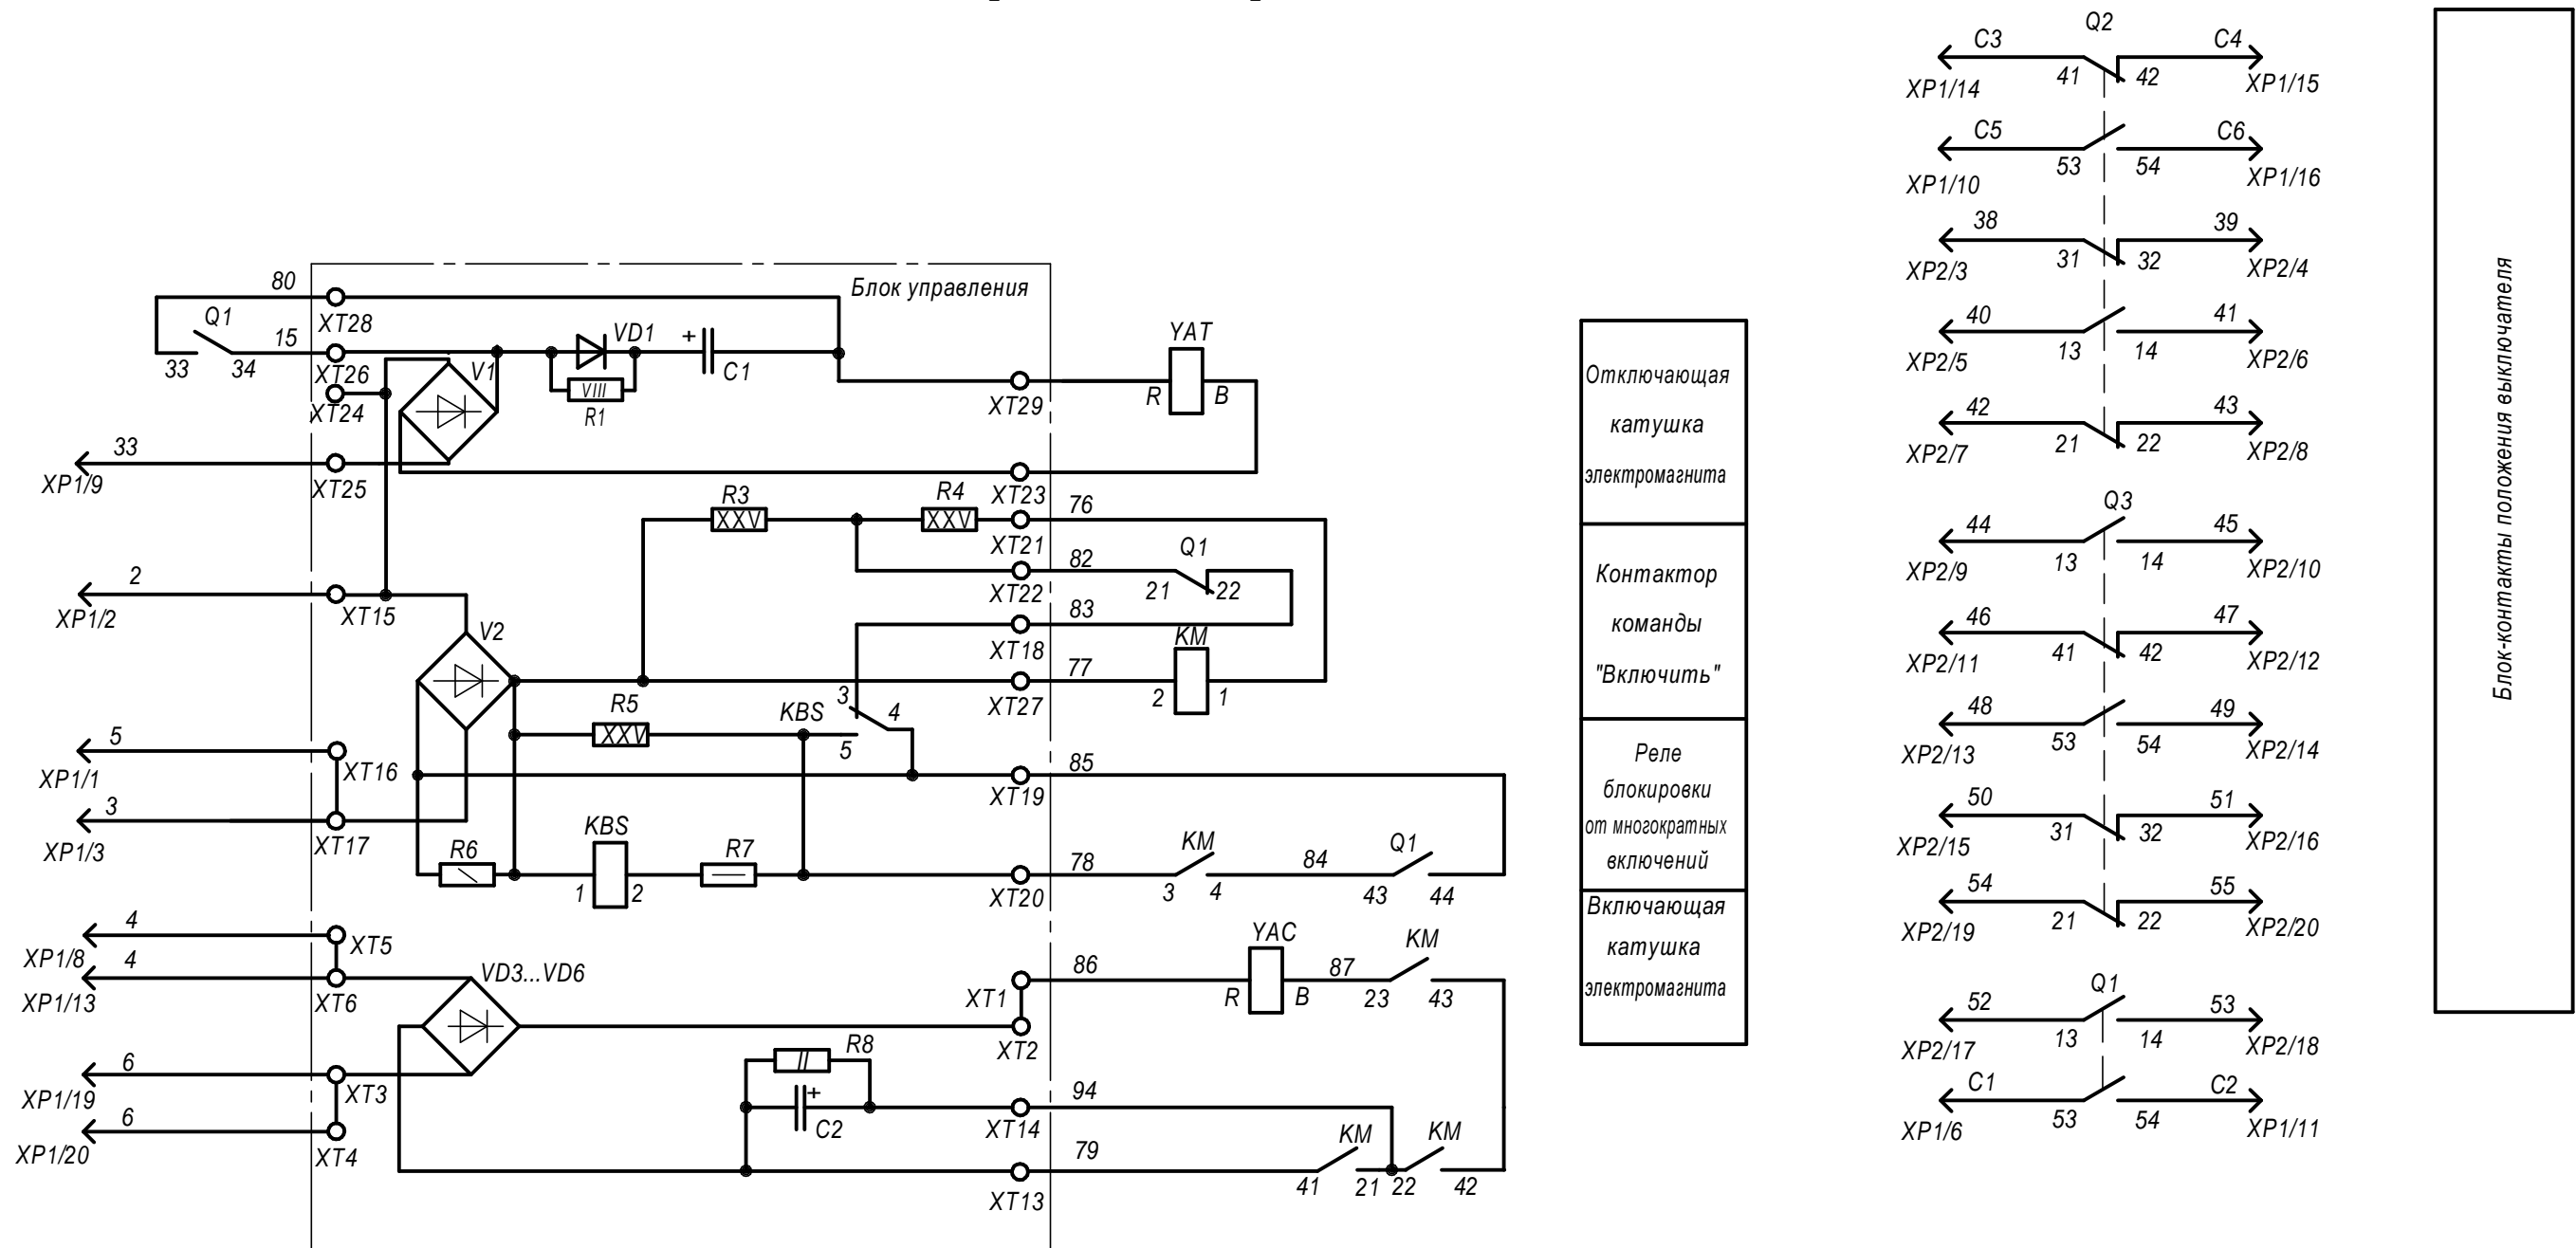 Блок управления
80
Q1
XT28
15
33
34
XT26
V1
VD1
+
C1
VIII
R1
XT24
33
XP1/9
XT25
XT29
YAT
R
B
XT23
R3
XXV
R4
XXV
76
XT21
82
Q1
21
22
XT22
2
XP1/2
XT15
V2
83
XT18
KM
77
2
1
XT27
R5
XXV
KBS
3
4
5
5
XP1/1
XT16
3
XP1/3
XT17
85
XT19
R6
KBS
1
2
R7
78
XT20
KM
3
4
84
Q1
43
44
4
XP1/8
XT5
4
XP1/13
XT6
VD3...VD6
6
XP1/19
XT3
6
XP1/20
XT4
XT1
86
YAC
R
B
87
KM
23
43
XT2
R8
+
C2
94
XT14
79
XT13
KM
41
21
KM
22
42
Отключающая
катушка
электромагнита
Контактор
команды
"Включить"
Реле
блокировки
от многократных
включений
Включающая
катушка
электромагнита
Q2
C3
C4
41
42
XP1/14
XP1/15
C5
C6
53
54
XP1/10
XP1/16
38
39
31
32
XP2/3
XP2/4
40
41
13
14
XP2/5
XP2/6
42
43
21
22
XP2/7
XP2/8
Q3
44
45
13
14
XP2/9
XP2/10
46
47
41
42
XP2/11
XP2/12
48
49
53
54
XP2/13
XP2/14
50
51
31
32
XP2/15
XP2/16
54
55
21
22
XP2/19
XP2/20
Q1
52
53
13
14
XP2/17
XP2/18
C1
C2
53
54
XP1/6
XP1/11
Блок-контакты положения выключателя